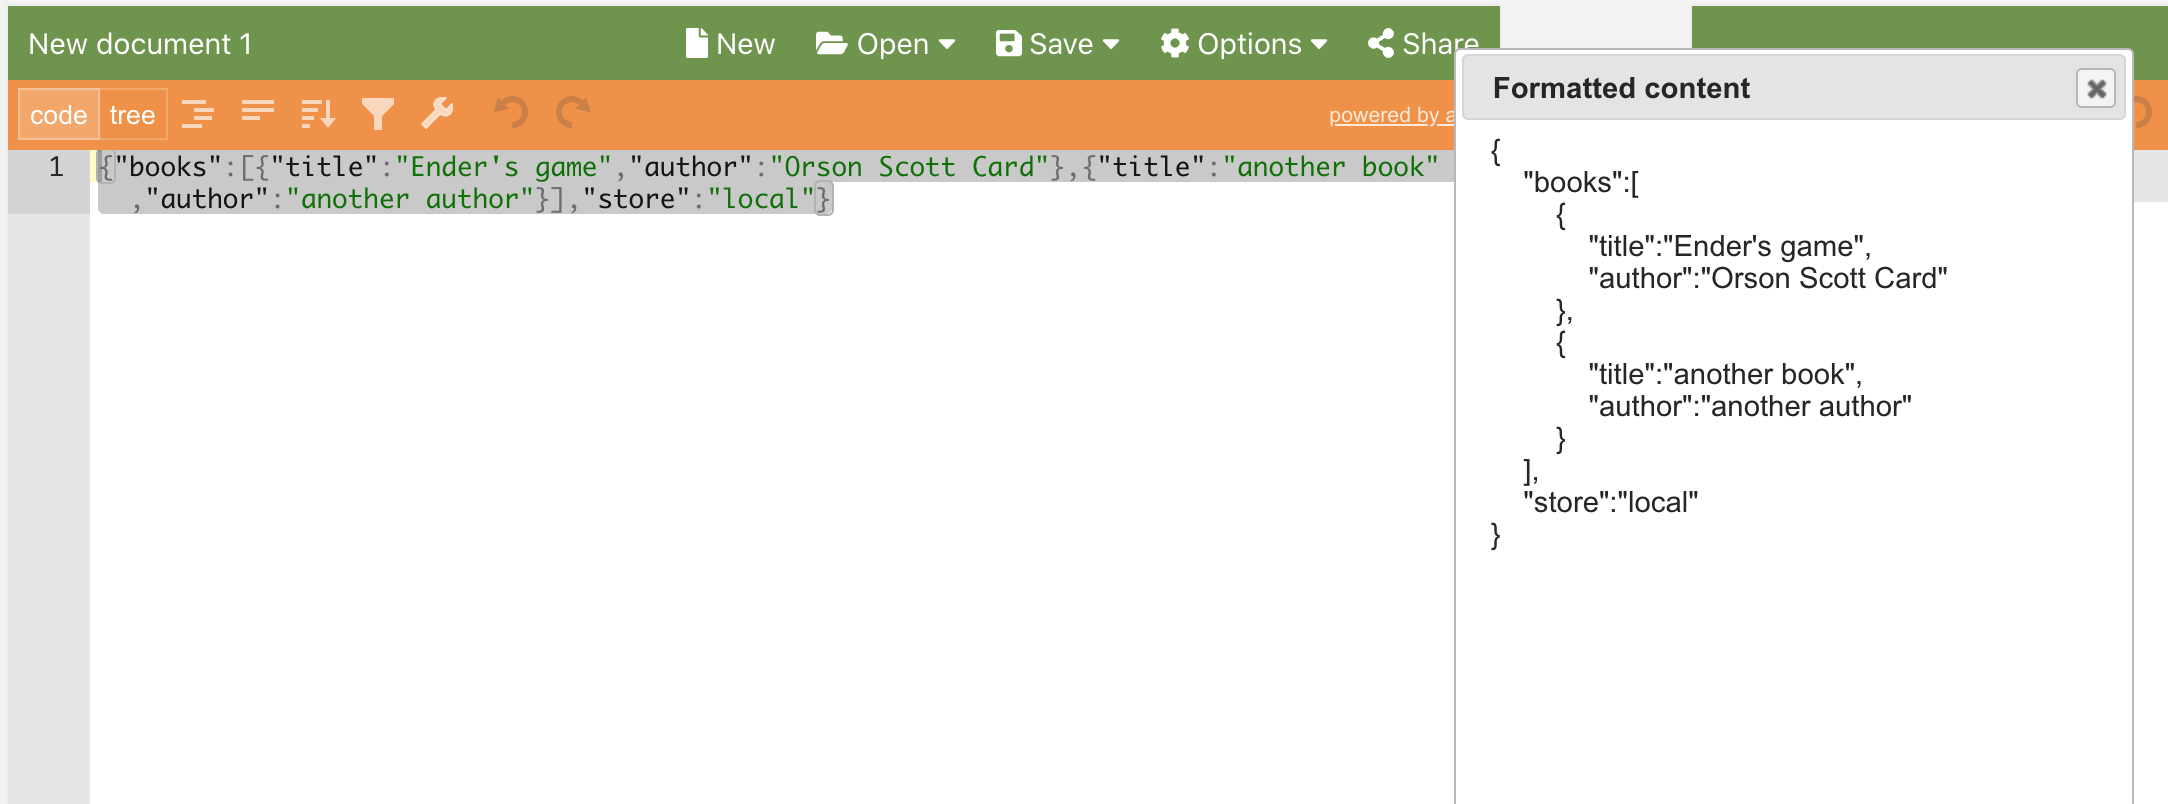 New document 1
New
Open
Save
Options
Share
code
tree
powered by
1
{"books":[{"title":"Ender's game","author":"Orson Scott Card"},{"title":"another book"
,"author":"another author"}],"store":"local"}
Formatted content
{
"books":[
{
"title":"Ender's game",
"author":"Orson Scott Card"
},
{
"title":"another book",
"author":"another author"
}
],
"store":"local"
}